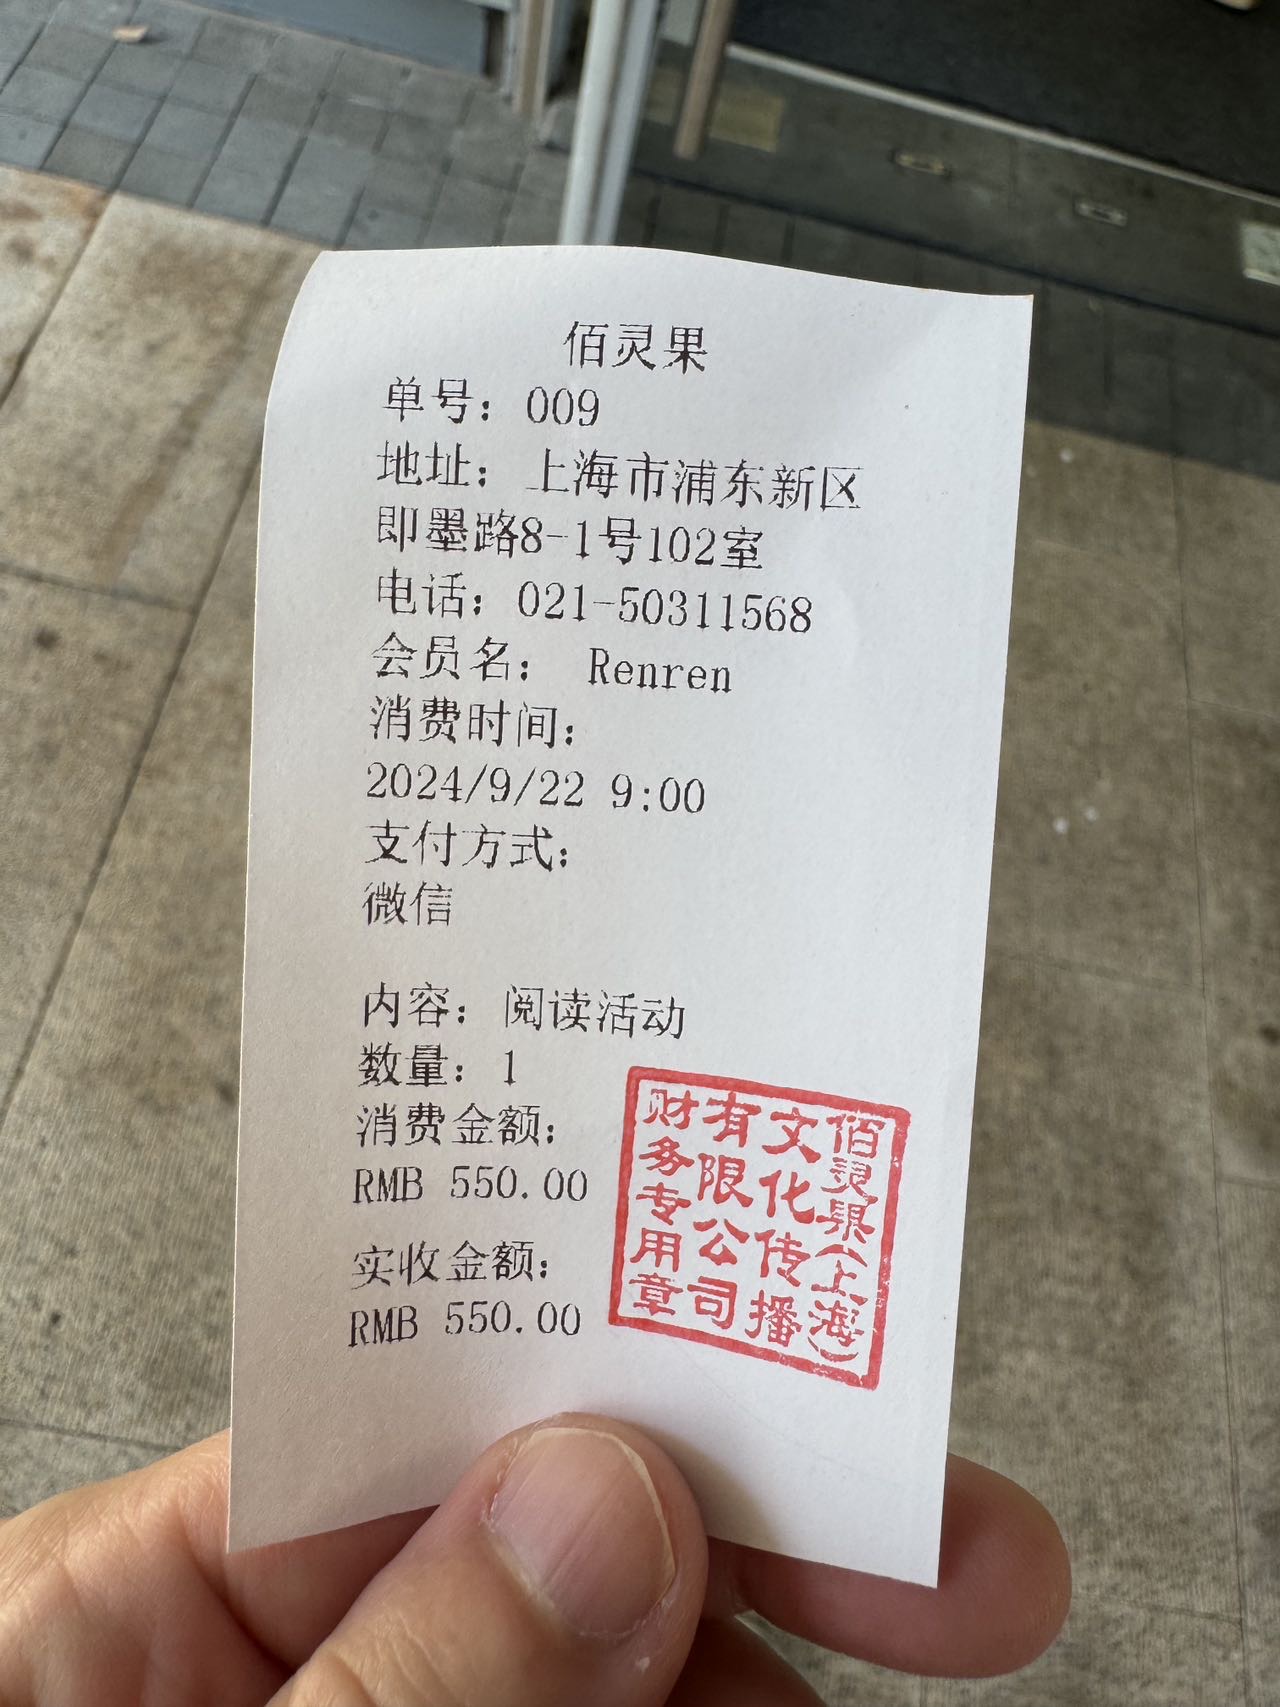 佰灵果
单号：009
地址：上海市浦东新区
即墨路8-1号102室
电话：021-50311568
会员名： Renren
消费时间：
2024/9/22 9:00
支付方式：
微信
内容：阅读活动
数量：1
消费金额：
RMB 550.00
实收金额：
RMB 550.00
佰灵果(上海)
文化传播
有限公司
财务专用章